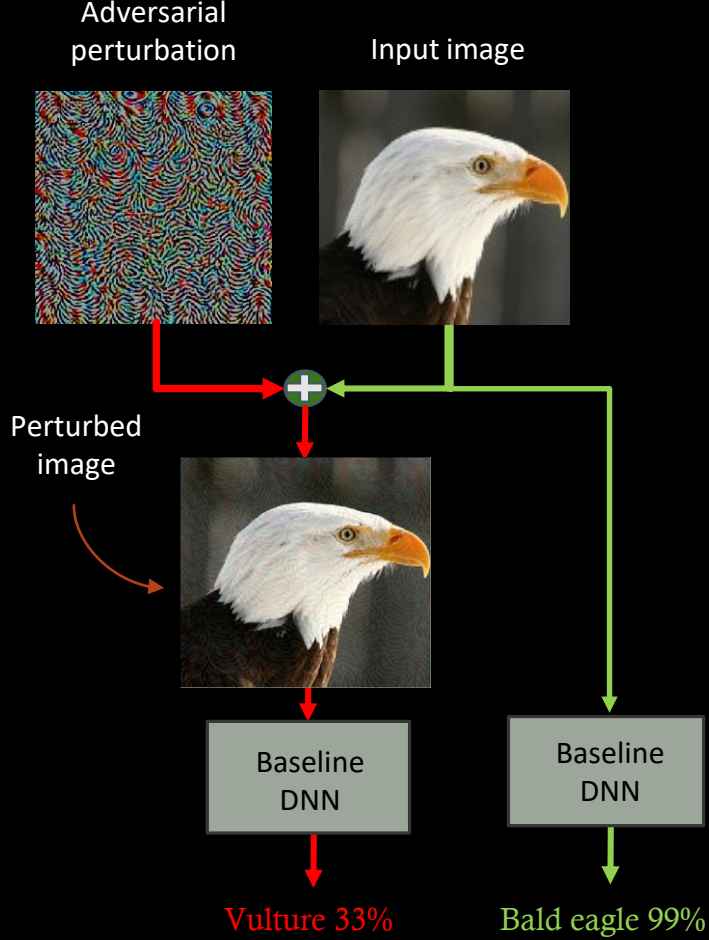 Adversarial
perturbation
Input image
Perturbed
image
Baseline
DNN
Baseline
DNN
Vulture 33%
Bald eagle 99%